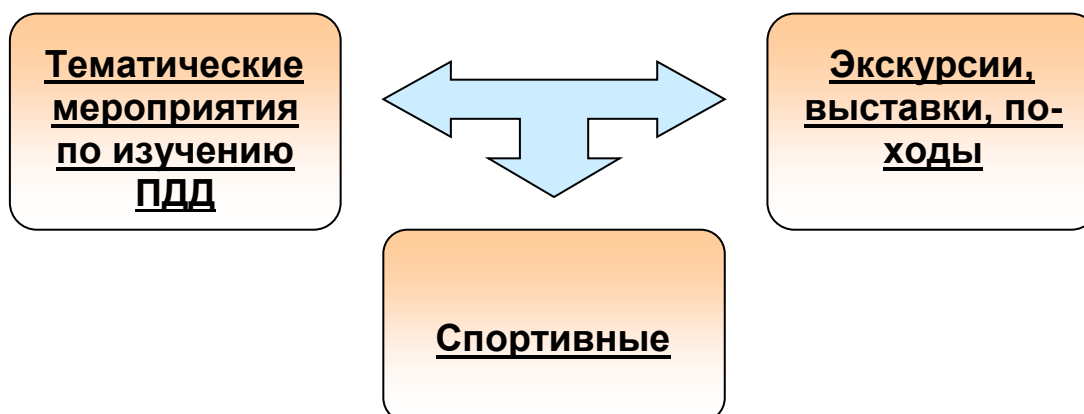 Тематические
мероприятия
по изучению
ПДД
Экскурсии,
выставки, по-
ходы
Спортивные